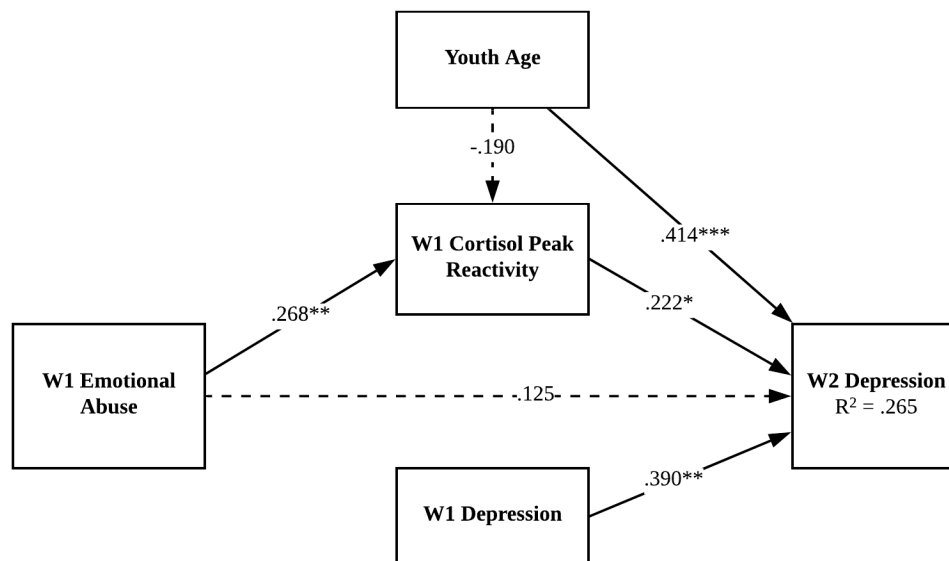 Youth Age
-.190
.414***
W1 Cortisol Peak
Reactivity
.268**
.222*
W1 Emotional
Abuse
.125
W2 Depression
R² = .265
.390**
W1 Depression